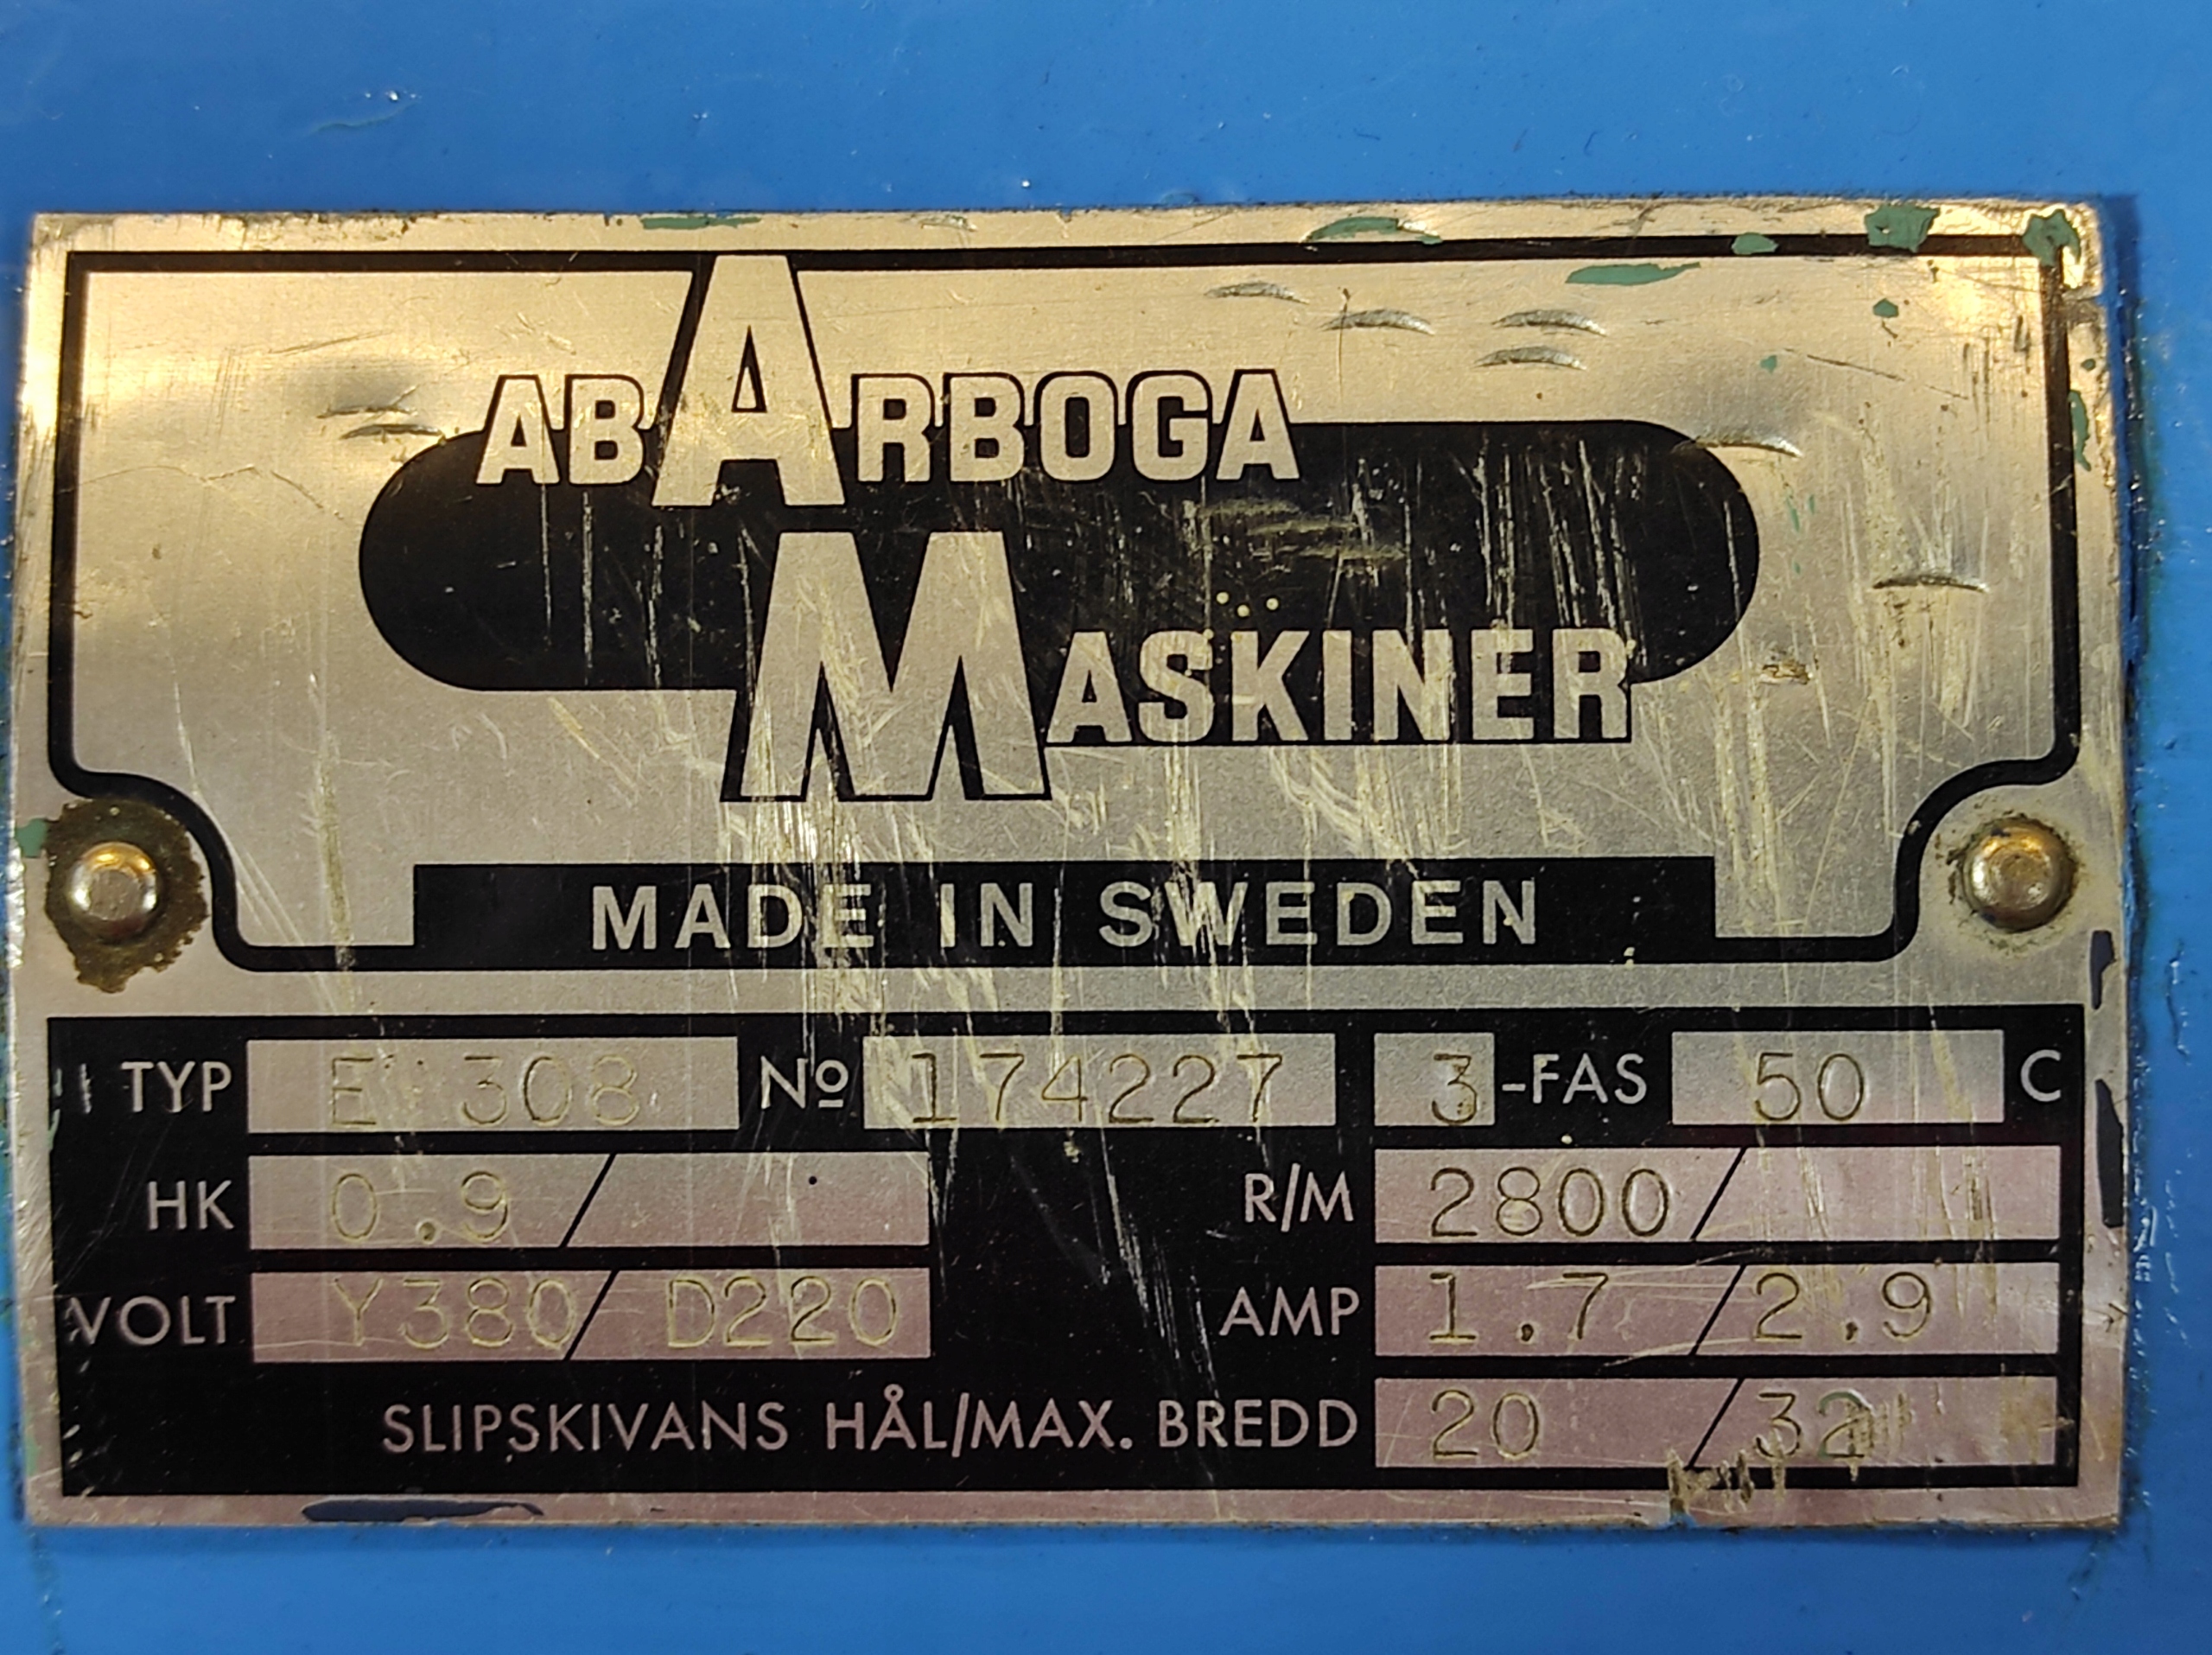 AB ARBOGA
MASKINER
MADE IN SWEDEN
TYP E 308 Nº 174227 3-FAS 50 C
HK 0.9/ R/M 2800/
VOLT Y380/ D220 AMP 1.7/2.9
SLIPSKIVANS HÅL/MAX. BREDD 20/32